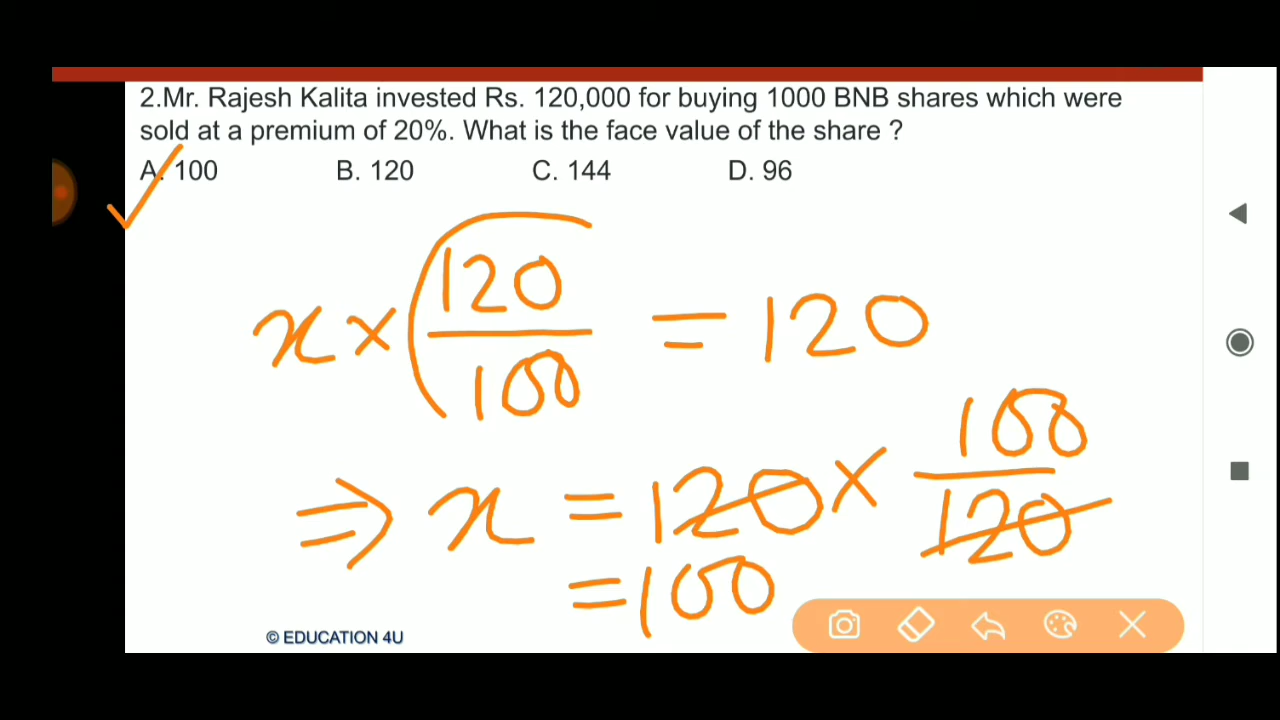 2.Mr. Rajesh Kalita invested Rs. 120,000 for buying 1000 BNB shares which were
sold at a premium of 20%. What is the face value of the share ?
A. 100 B. 120 C. 144 D. 96
x × (120/100 = 120
⇒ x = 120 × 100/120
= 100
© EDUCATION 4U